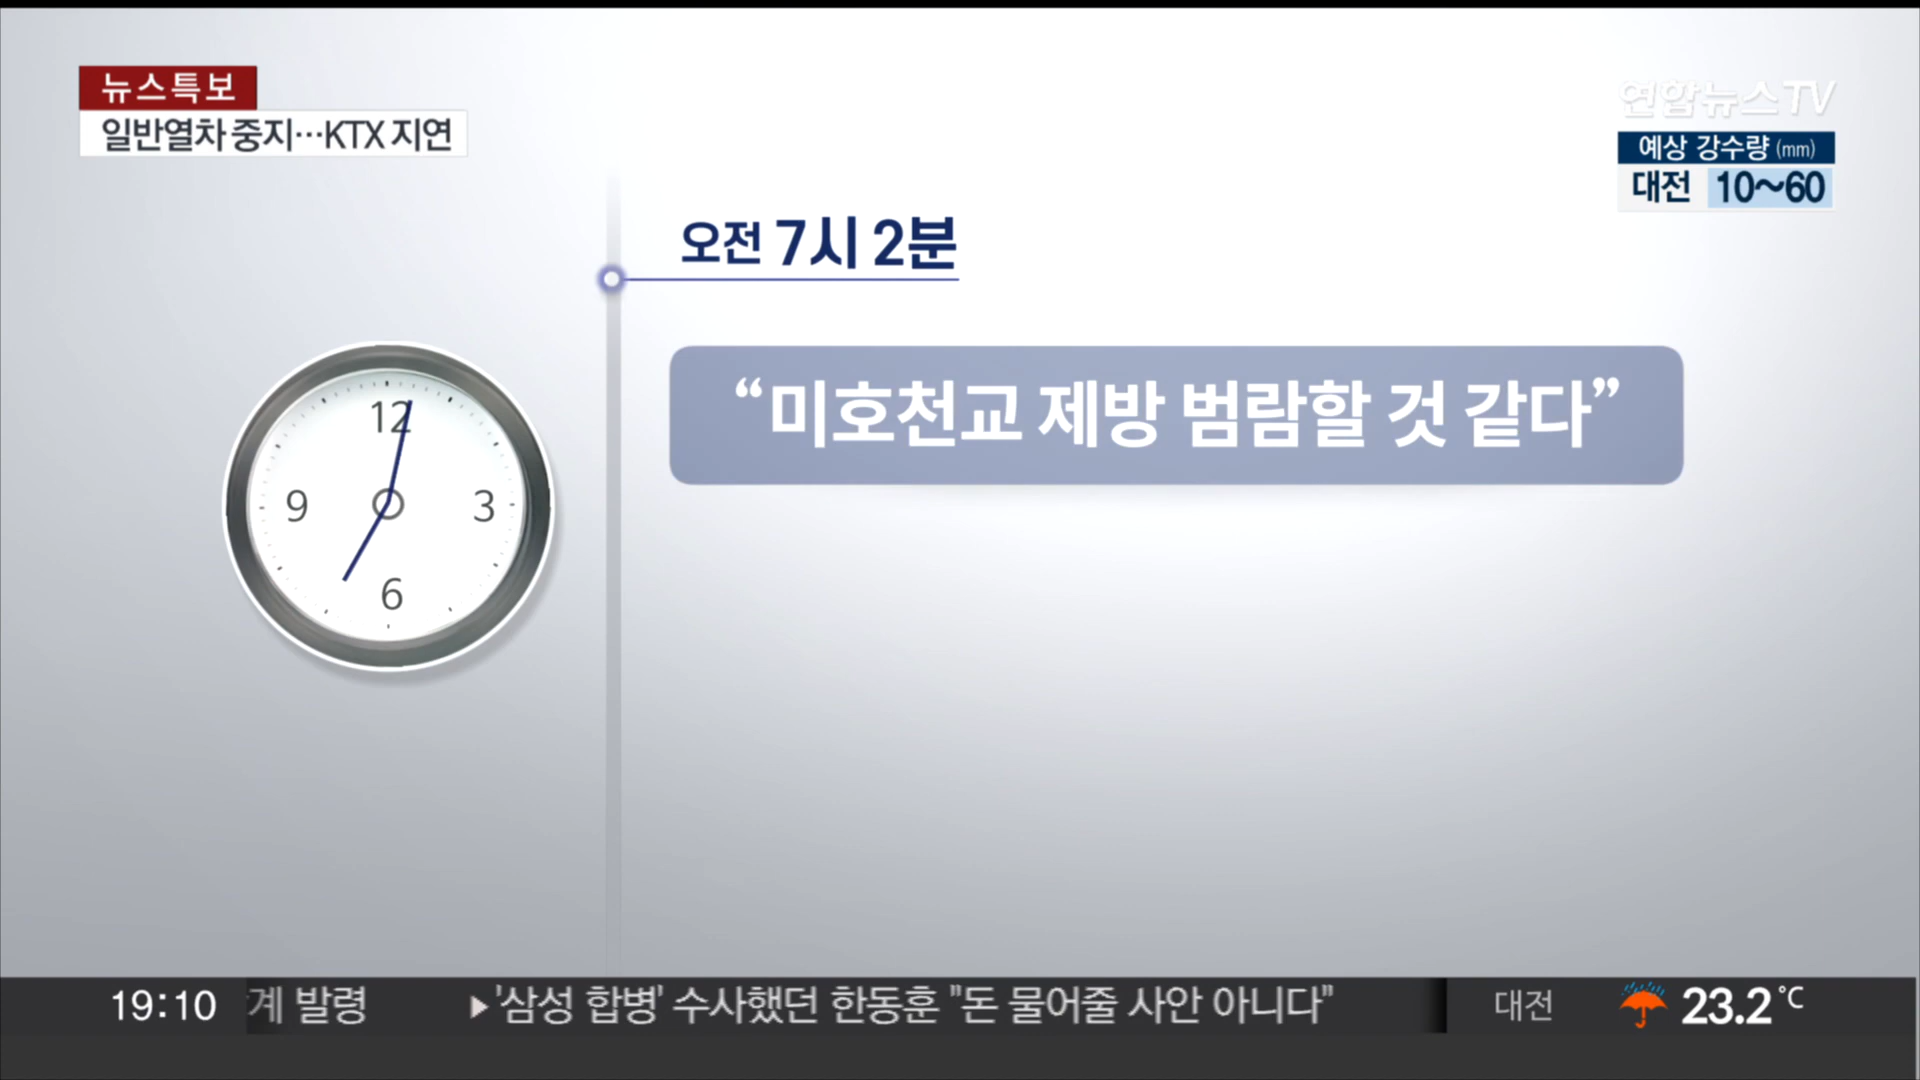 뉴스특보
일반열차 중지…KTX 지연
연합뉴스TV
예상 강수량 (mm)
대전 10~60
오전 7시 2분
“미호천교 제방 범람할 것 같다”
12
9
3
6
19:10
계 발령 ▶'삼성 합병' 수사했던 한동훈 "돈 물어줄 사안 아니다"
대전 23.2℃